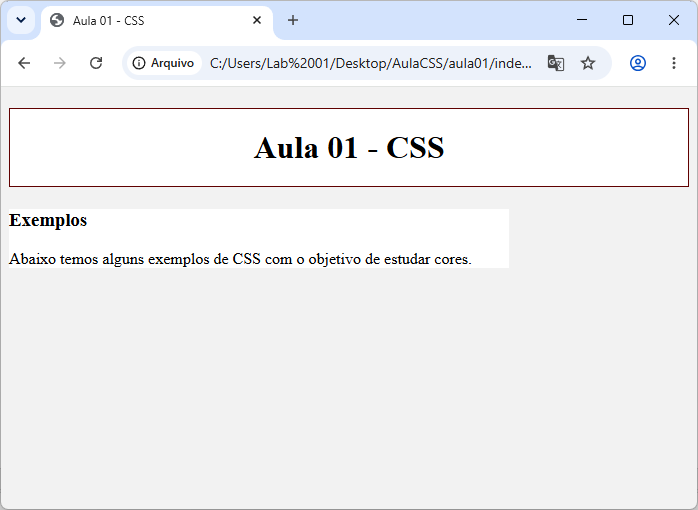 Aula 01 - CSS
Arquivo C:/Users/Lab%2001/Desktop/AulaCSS/aula01/inde...
Aula 01 - CSS
Exemplos
Abaixo temos alguns exemplos de CSS com o objetivo de estudar cores.